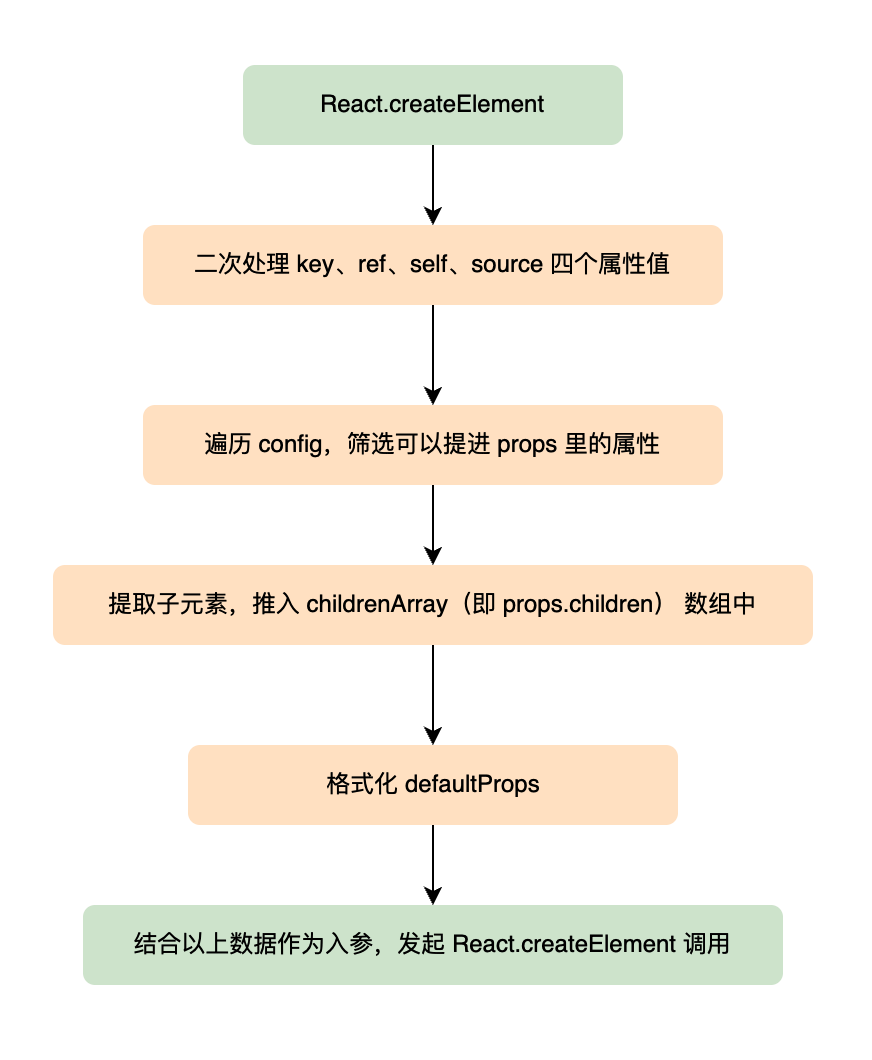 React.createElement
二次处理 key、ref、self、source 四个属性值
遍历 config，筛选可以提进 props 里的属性
提取子元素，推入 childrenArray（即 props.children） 数组中
格式化 defaultProps
结合以上数据作为入参，发起 React.createElement 调用